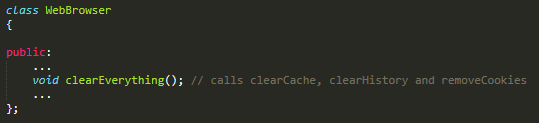 class WebBrowser
{
public:
...
void clearEverything(); // calls clearCache, clearHistory and removeCookies
...
};